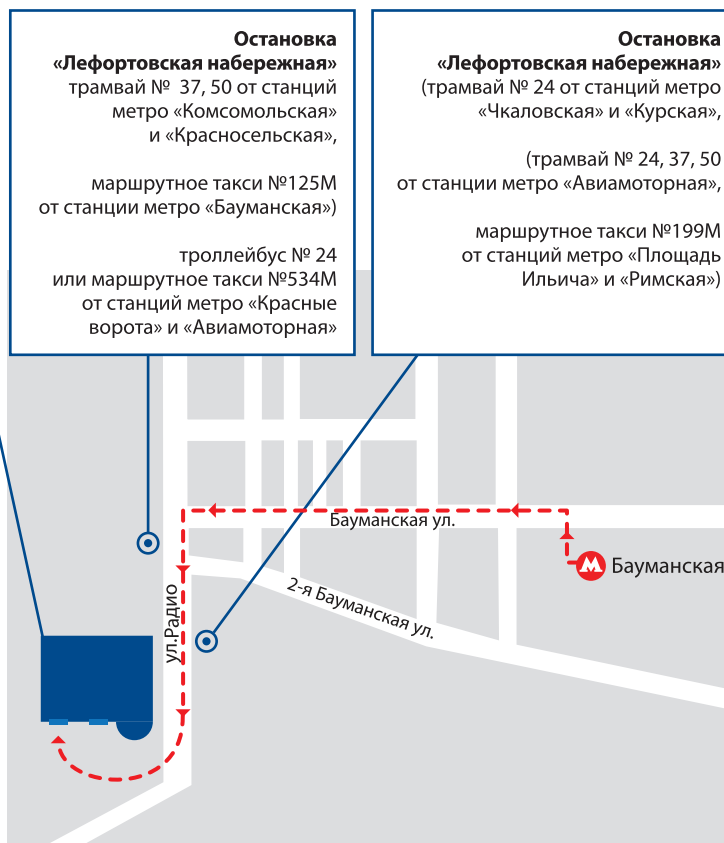 Остановка
«Лефортовская набережная»
трамвай № 37, 50 от станций
метро «Комсомольская»
и «Красносельская»,
маршрутное такси №125М
от станции метро «Бауманская»)
троллейбус № 24
или маршрутное такси №534М
от станций метро «Красные
ворота» и «Авиамоторная»
Остановка
«Лефортовская набережная»
(трамвай № 24 от станций метро
«Чкаловская» и «Курская»,
(трамвай № 24, 37, 50
от станции метро «Авиамоторная»,
маршрутное такси №199М
от станций метро «Площадь
Ильича» и «Римская»)
Бауманская ул.
М Бауманская
2-я Бауманская ул.
ул.Радио